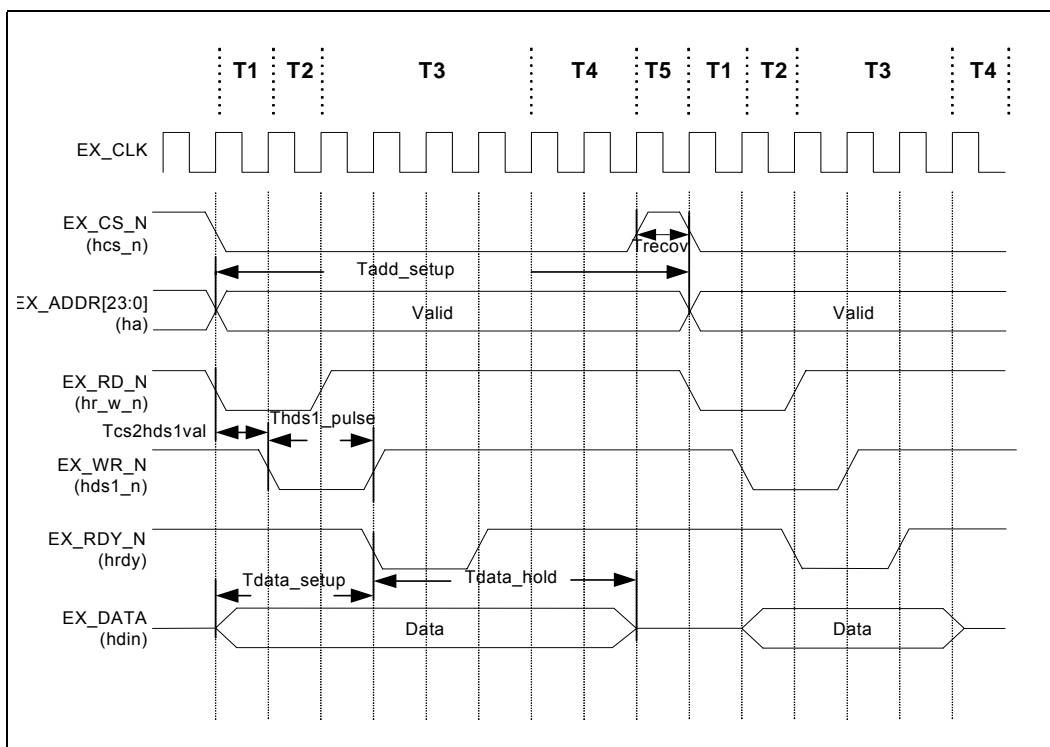 T1 T2 T3 T4 T5 T1 T2 T3 T4
EX_CLK
EX_CS_N
(hcs_n)
Trecov
Tadd_setup
EX_ADDR[23:0]
(ha)
Valid Valid
EX_RD_N
(hr_w_n)
Thds1_pulse
Tcs2hds1val
EX_WR_N
(hds1_n)
EX_RDY_N
(hrdy)
Tdata_setup Tdata_hold
EX_DATA
(hdin)
Data Data